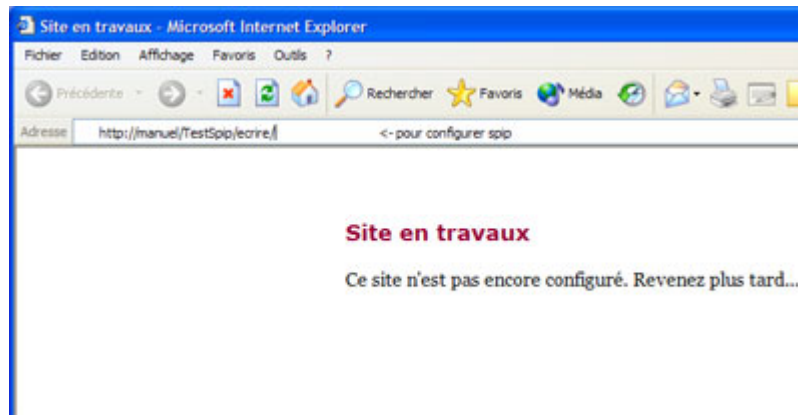 Site en travaux - Microsoft Internet Explorer
Fichier Edition Affichage Favoris Outils ?
Précédente Rechercher Favoris Média
Adresse http://manuel/TestSpip/ecrire/ <- pour configurer spip
Site en travaux
Ce site n'est pas encore configuré. Revenez plus tard...